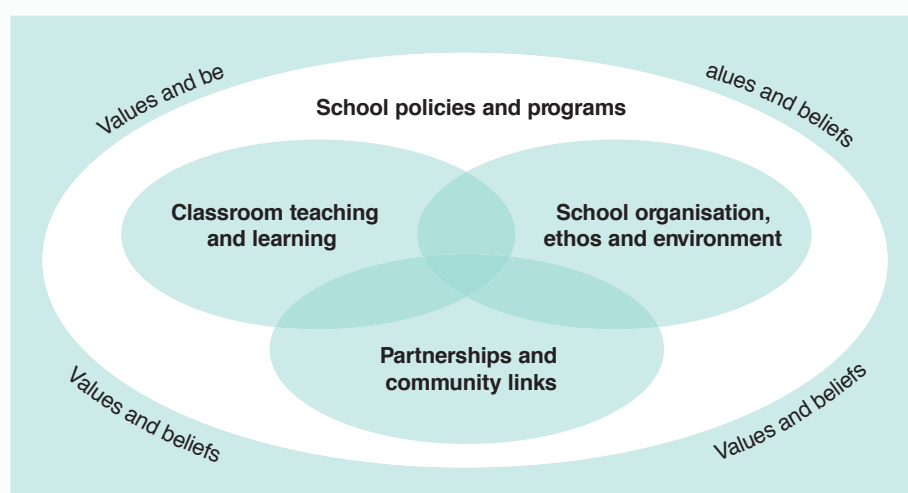 Values and be
alues and beliefs
School policies and programs
Classroom teaching
and learning
School organisation,
ethos and environment
Partnerships and
community links
Values and beliefs
Values and beliefs